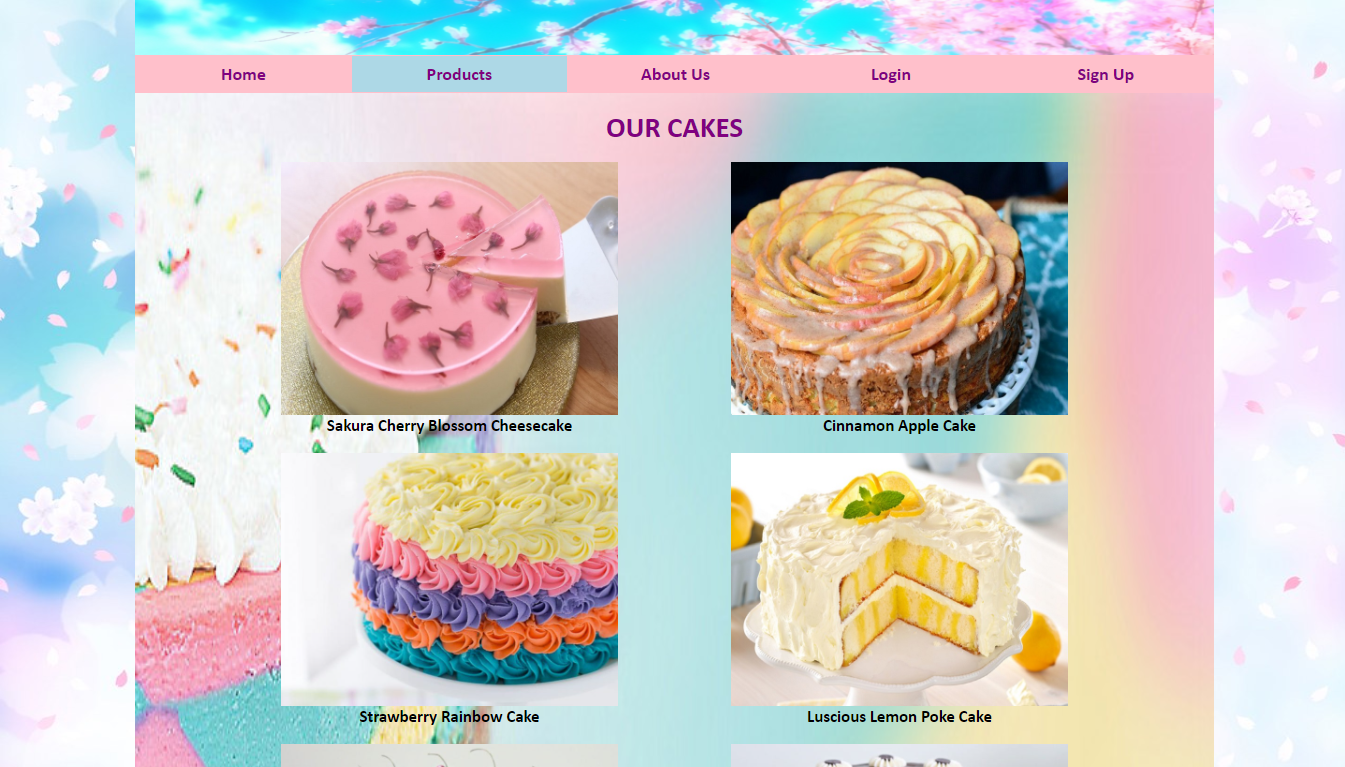 Home
Products
About Us
Login
Sign Up
OUR CAKES
Sakura Cherry Blossom Cheesecake
Cinnamon Apple Cake
Strawberry Rainbow Cake
Luscious Lemon Poke Cake